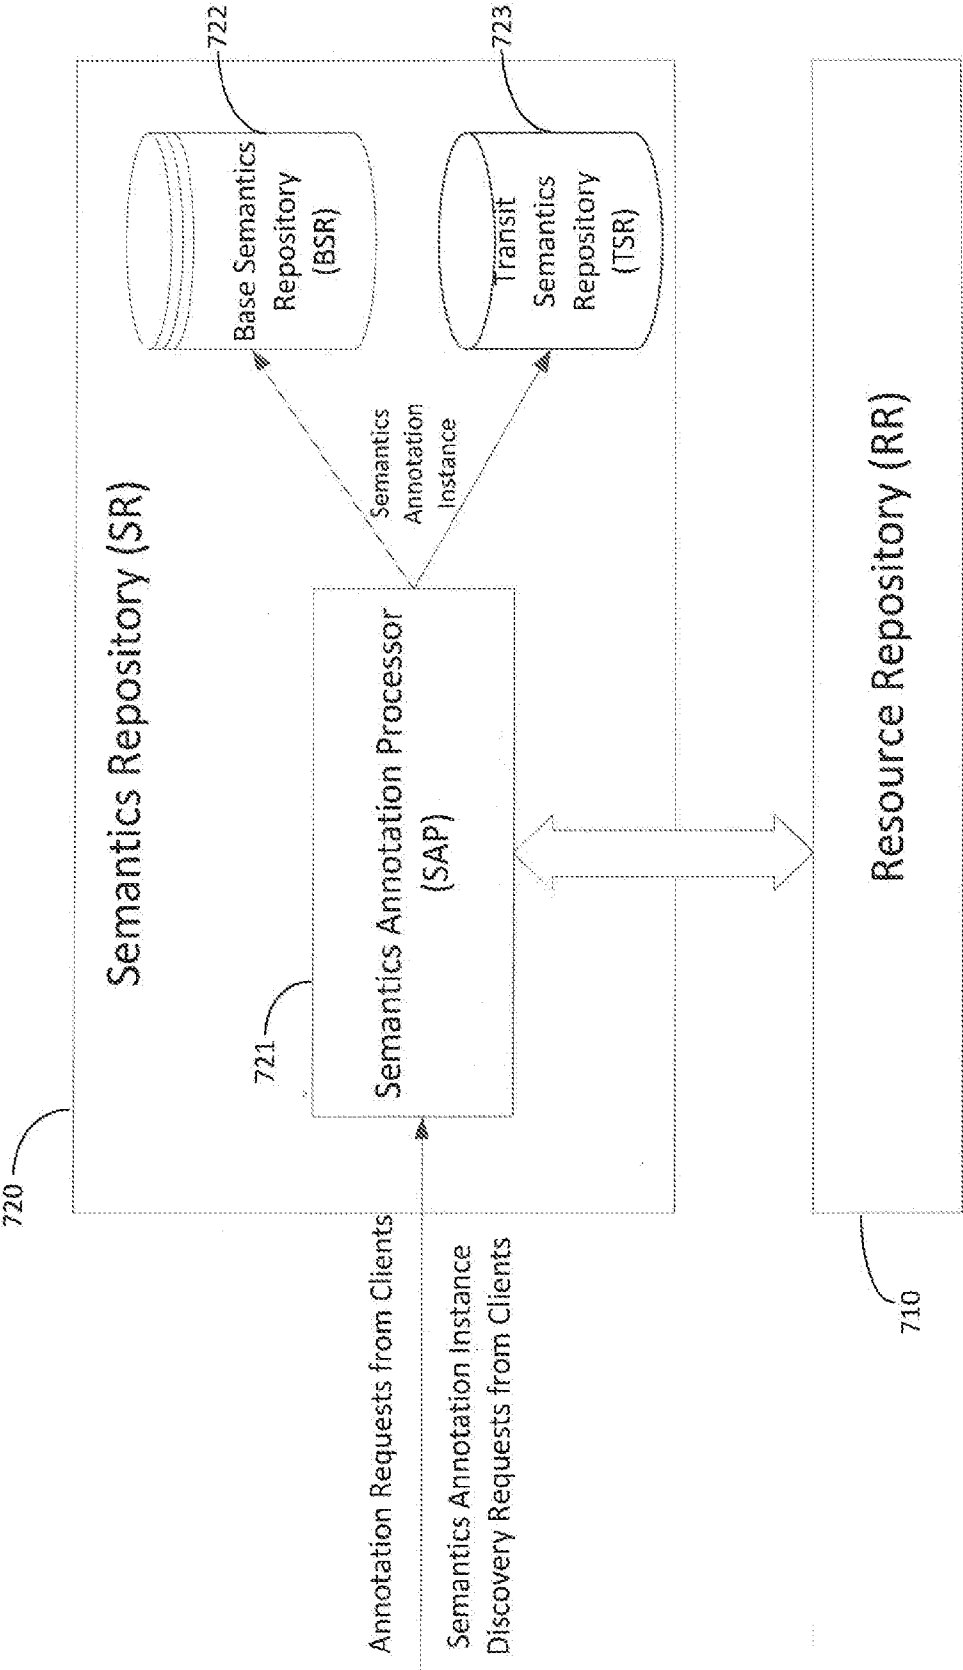 720
Semantics Repository (SR)
722
Base Semantics
Repository
(BSR)
723
Transit
Semantics
Repository
(TSR)
Semantics
Annotation
Instance
721
Semantics Annotation Processor
(SAP)
Annotation Requests from Clients
Semantics Annotation Instance
Discovery Requests from Clients
Resource Repository (RR)
710